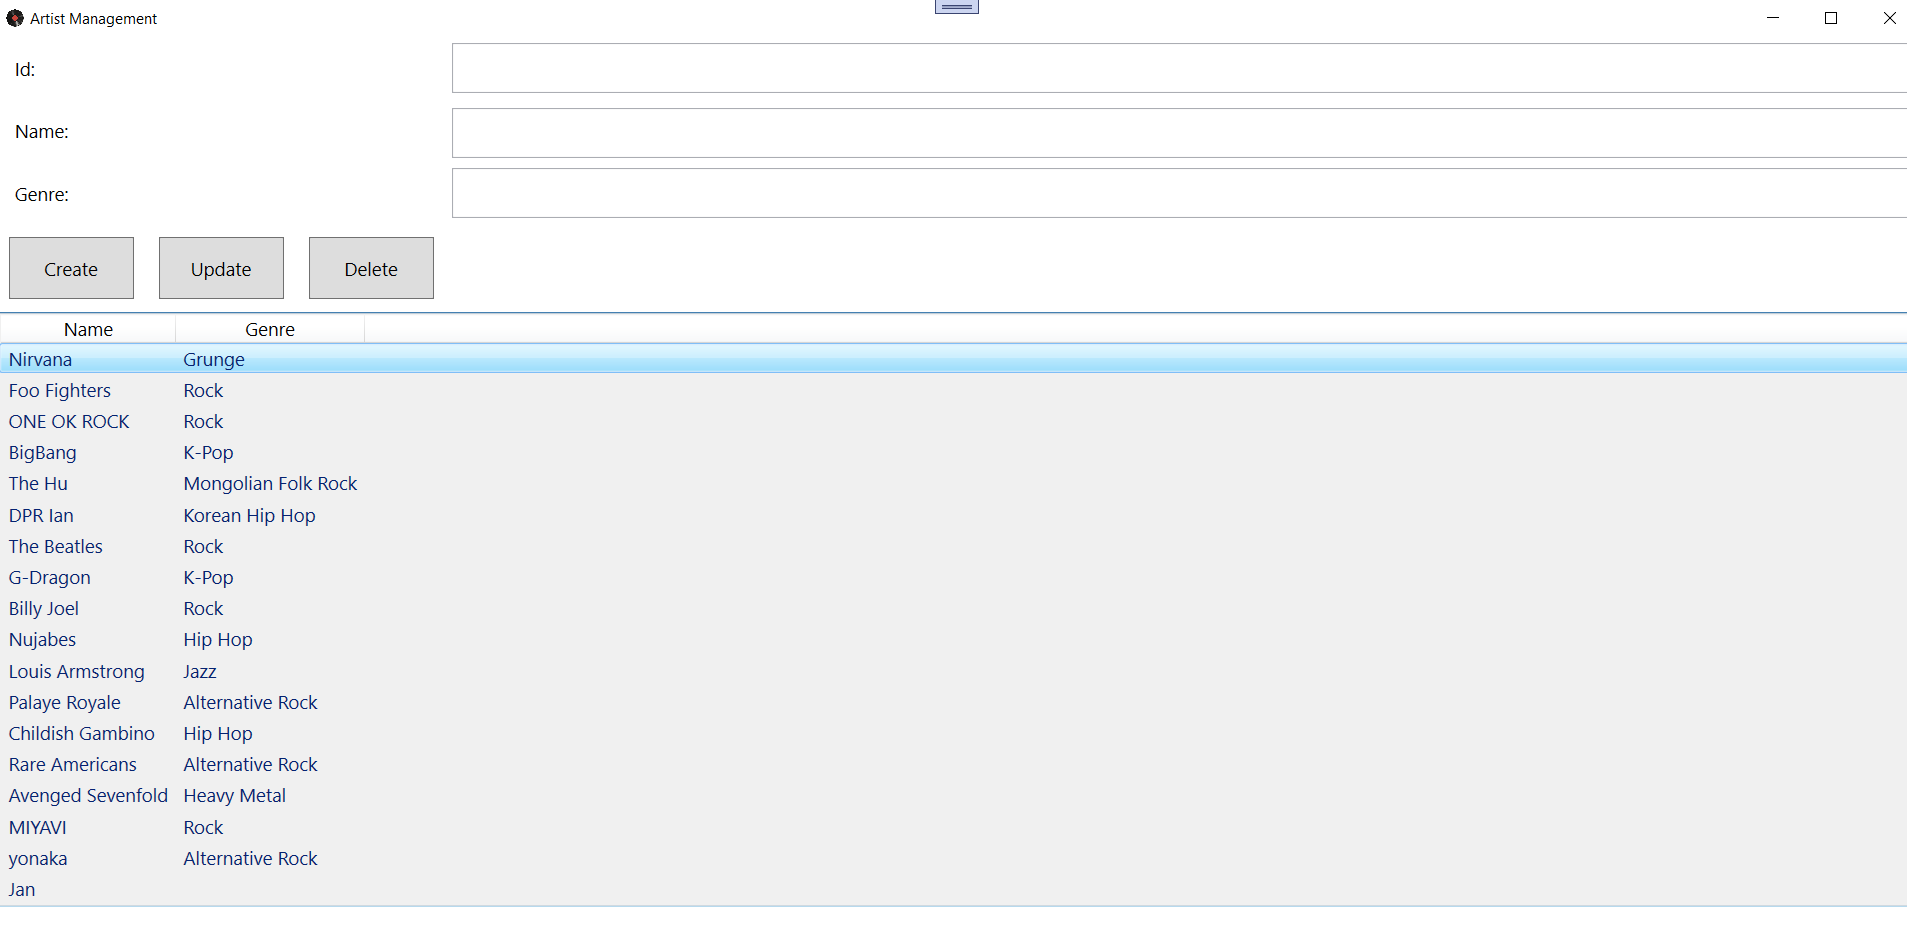 Artist Management
Id:
Name:
Genre:
Create Update Delete
Name Genre
Nirvana Grunge
Foo Fighters Rock
ONE OK ROCK Rock
BigBang K-Pop
The Hu Mongolian Folk Rock
DPR Ian Korean Hip Hop
The Beatles Rock
G-Dragon K-Pop
Billy Joel Rock
Nujabes Hip Hop
Louis Armstrong Jazz
Palaye Royale Alternative Rock
Childish Gambino Hip Hop
Rare Americans Alternative Rock
Avenged Sevenfold Heavy Metal
MIYAVI Rock
yonaka Alternative Rock
Jan